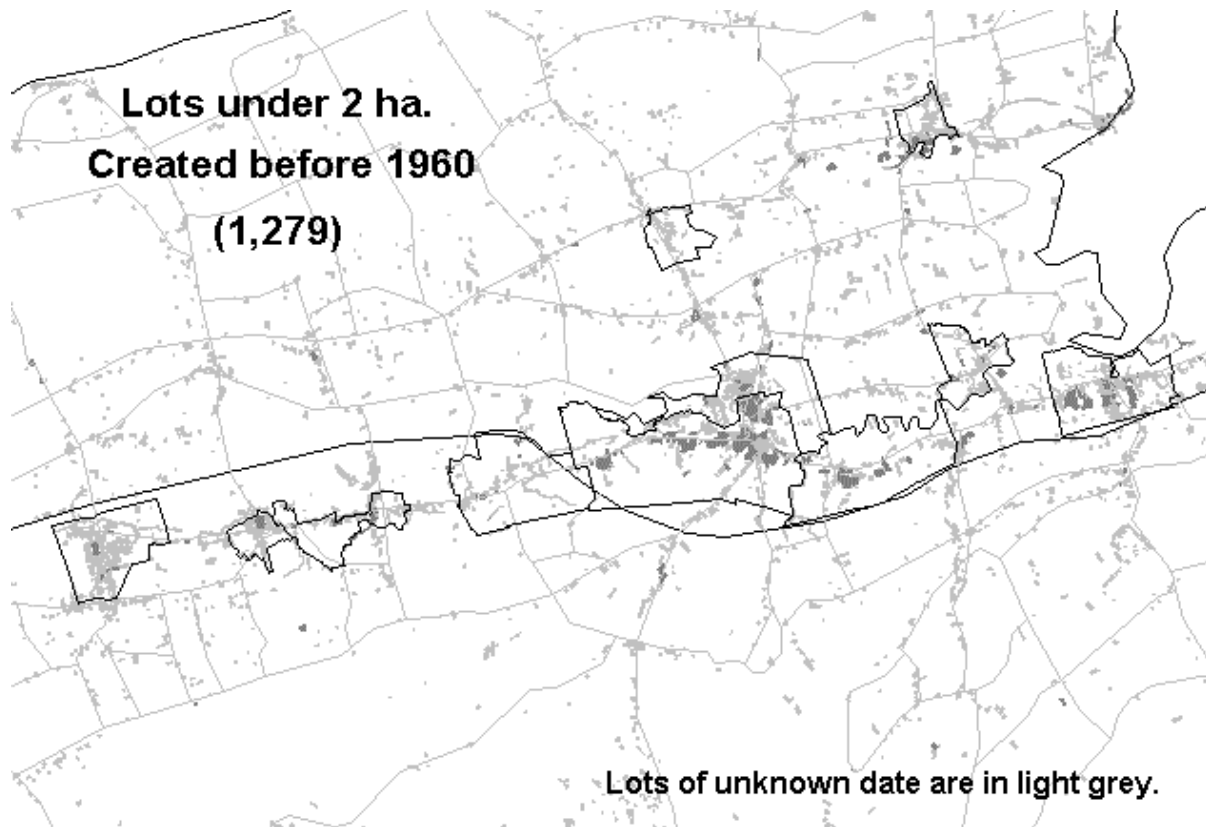 Lots under 2 ha.
Created before 1960
(1,279)
Lots of unknown date are in light grey.